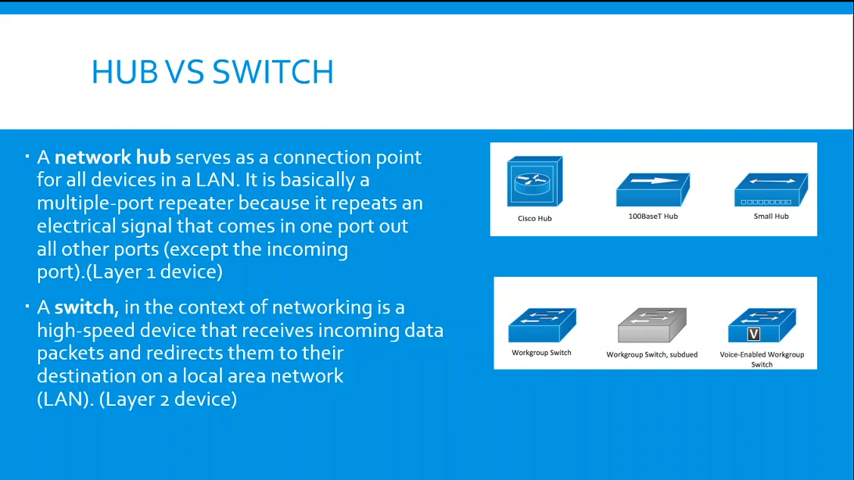 HUB VS SWITCH
· A network hub serves as a connection point
for all devices in a LAN. It is basically a
multiple-port repeater because it repeats an
electrical signal that comes in one port out
all other ports (except the incoming
port).(Layer 1 device)
· A switch, in the context of networking is a
high-speed device that receives incoming data
packets and redirects them to their
destination on a local area network
(LAN). (Layer 2 device)
Cisco Hub
100BaseT Hub
Small Hub
Workgroup Switch
Workgroup Switch, subdued
V
Voice-Enabled Workgroup
Switch